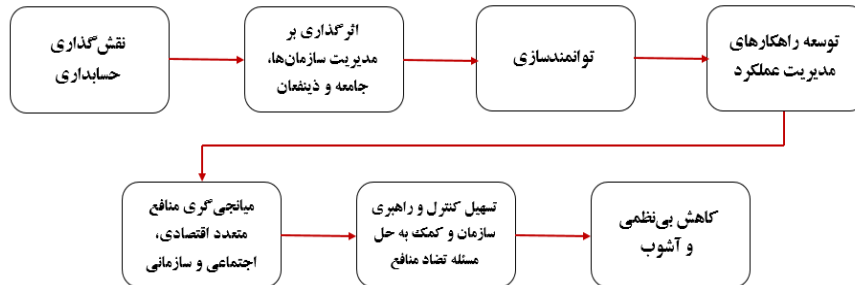 نقش‌گذاری
حسابداری
اثرگذاری بر
مدیریت سازمان‌ها،
جامعه و ذینفعان
توانمندسازی
توسعه راهکارهای
مدیریت عملکرد
میانجی‌گری منافع
متعدد اقتصادی،
اجتماعی و سازمانی
تسهیل کنترل و راهبری
سازمان و کمک به حل
مسئله تضاد منافع
کاهش بی‌نظمی
و آشوب